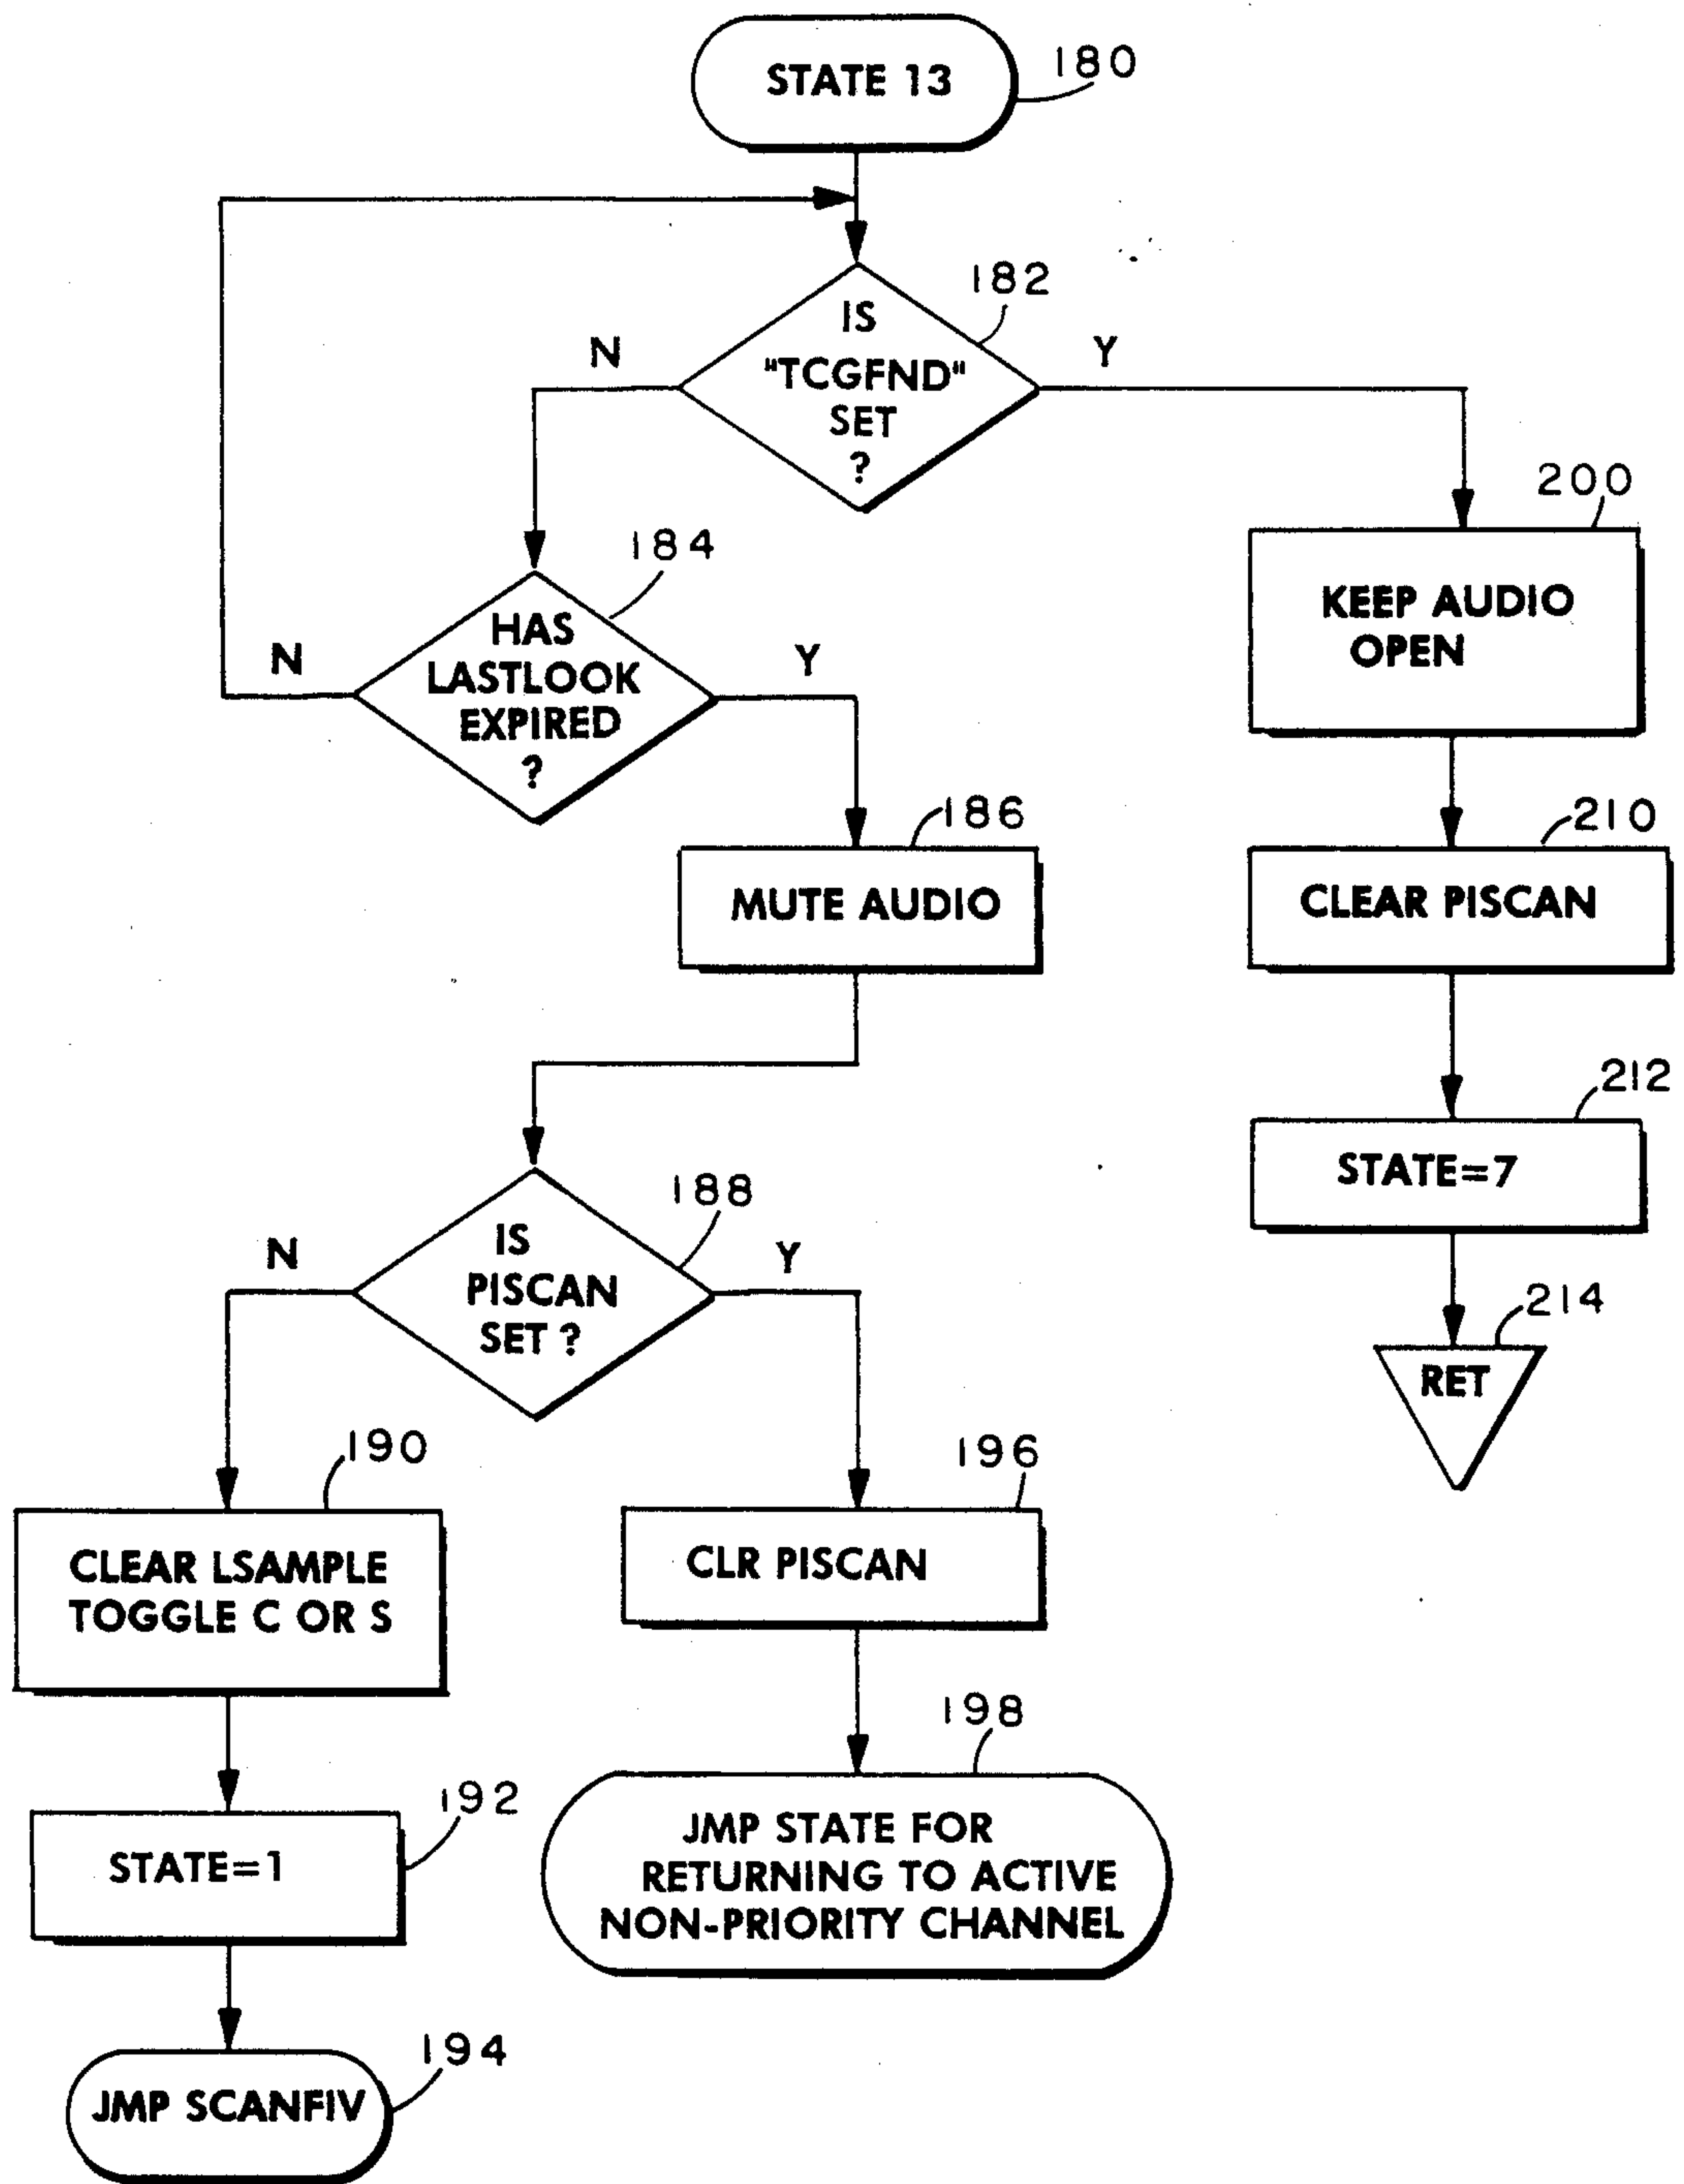 STATE 13
180
182
IS
"TCGFND"
SET
?
N
Y
184
HAS
LASTLOOK
EXPIRED
?
N
Y
200
KEEP AUDIO
OPEN
186
MUTE AUDIO
210
CLEAR PISCAN
212
STATE=7
214
RET
188
IS
PISCAN
SET ?
N
Y
190
CLEAR LSAMPLE
TOGGLE C OR S
196
CLR PISCAN
192
STATE=1
198
JMP STATE FOR
RETURNING TO ACTIVE
NON-PRIORITY CHANNEL
194
JMP SCANFIV